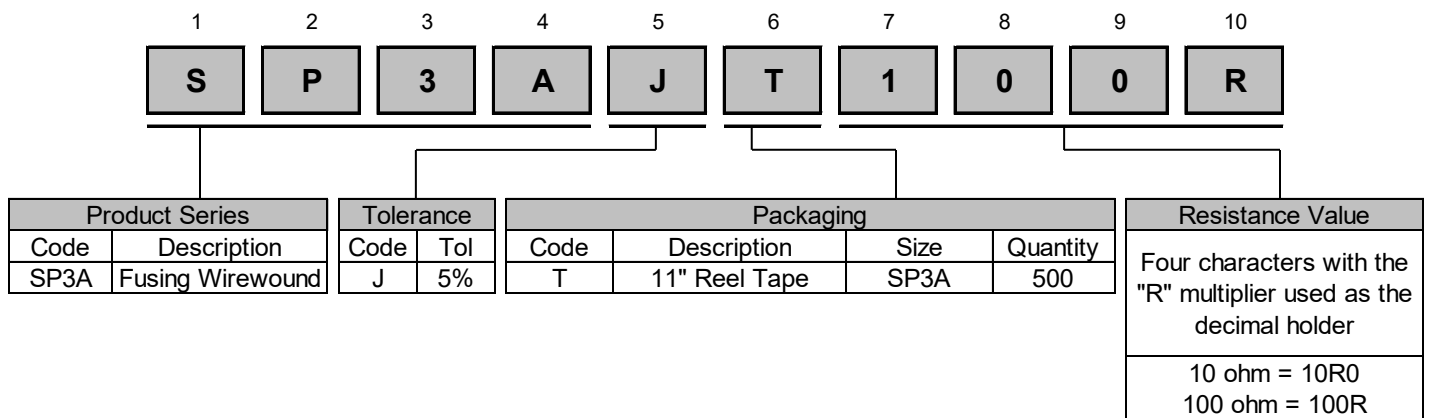 1 2 3 4 5 6 7 8 9 10
S P 3 A J T 1 0 0 R
Product Series
Code Description
SP3A Fusing Wirewound
Tolerance
Code Tol
J 5%
Packaging
Code Description Size Quantity
T 11" Reel Tape SP3A 500
Resistance Value
Four characters with the
"R" multiplier used as the
decimal holder
10 ohm = 10R0
100 ohm = 100R